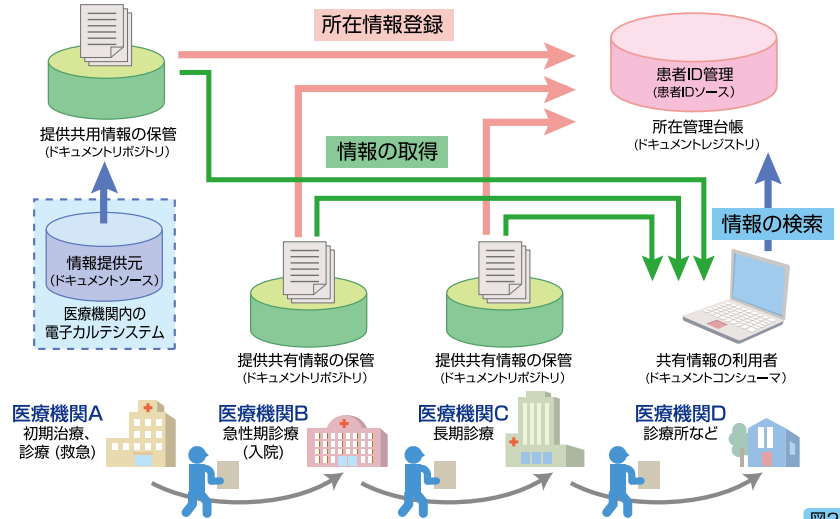 所在情報登録
患者ID管理
(患者IDソース)
提供共用情報の保管
(ドキュメントリポジトリ)
所在管理台帳
(ドキュメントレジストリ)
情報の取得
情報の検索
情報提供元
(ドキュメントソース)
医療機関内の
電子カルテシステム
提供共有情報の保管
(ドキュメントリポジトリ)
提供共有情報の保管
(ドキュメントリポジトリ)
共有情報の利用者
(ドキュメントコンシューマ)
医療機関A
初期治療、
診療(救急)
医療機関B
急性期診療
(入院)
医療機関C
長期診療
医療機関D
診療所など